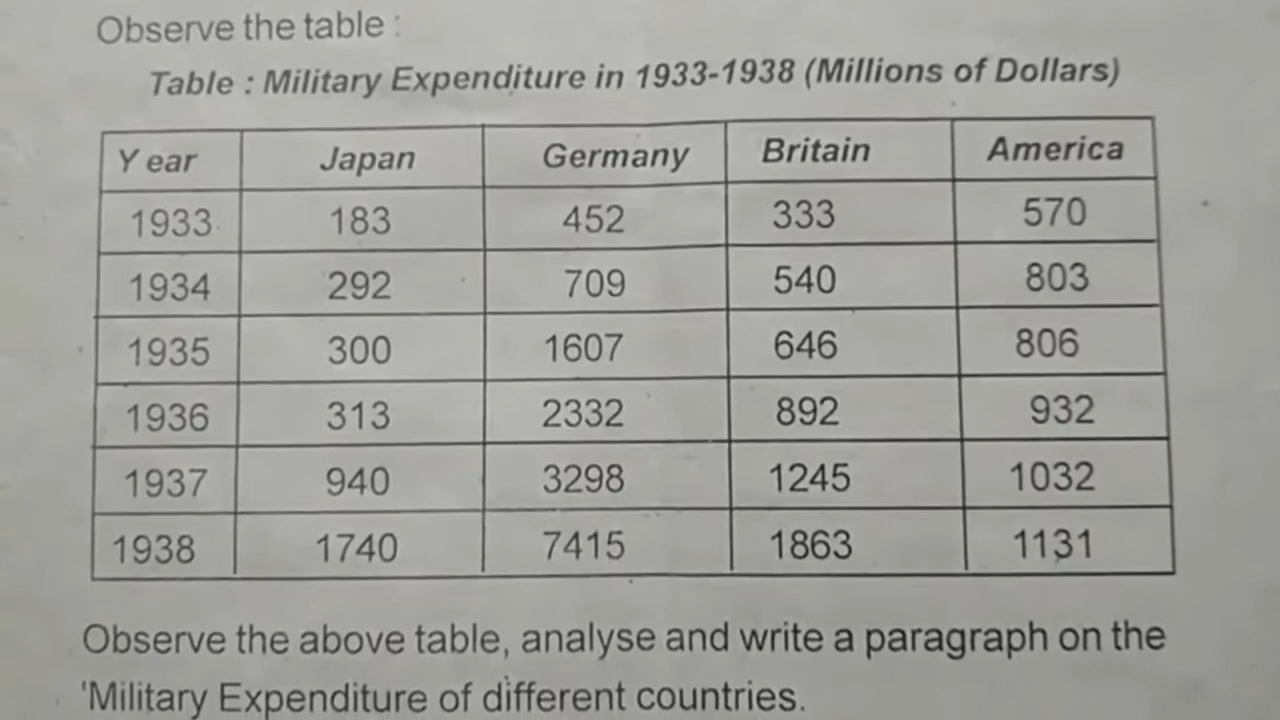 Observe the table :
Table : Military Expenditure in 1933-1938 (Millions of Dollars)
Year Japan Germany Britain America
1933 183 452 333 570
1934 292 709 540 803
1935 300 1607 646 806
1936 313 2332 892 932
1937 940 3298 1245 1032
1938 1740 7415 1863 1131
Observe the above table, analyse and write a paragraph on the
'Military Expenditure of different countries.